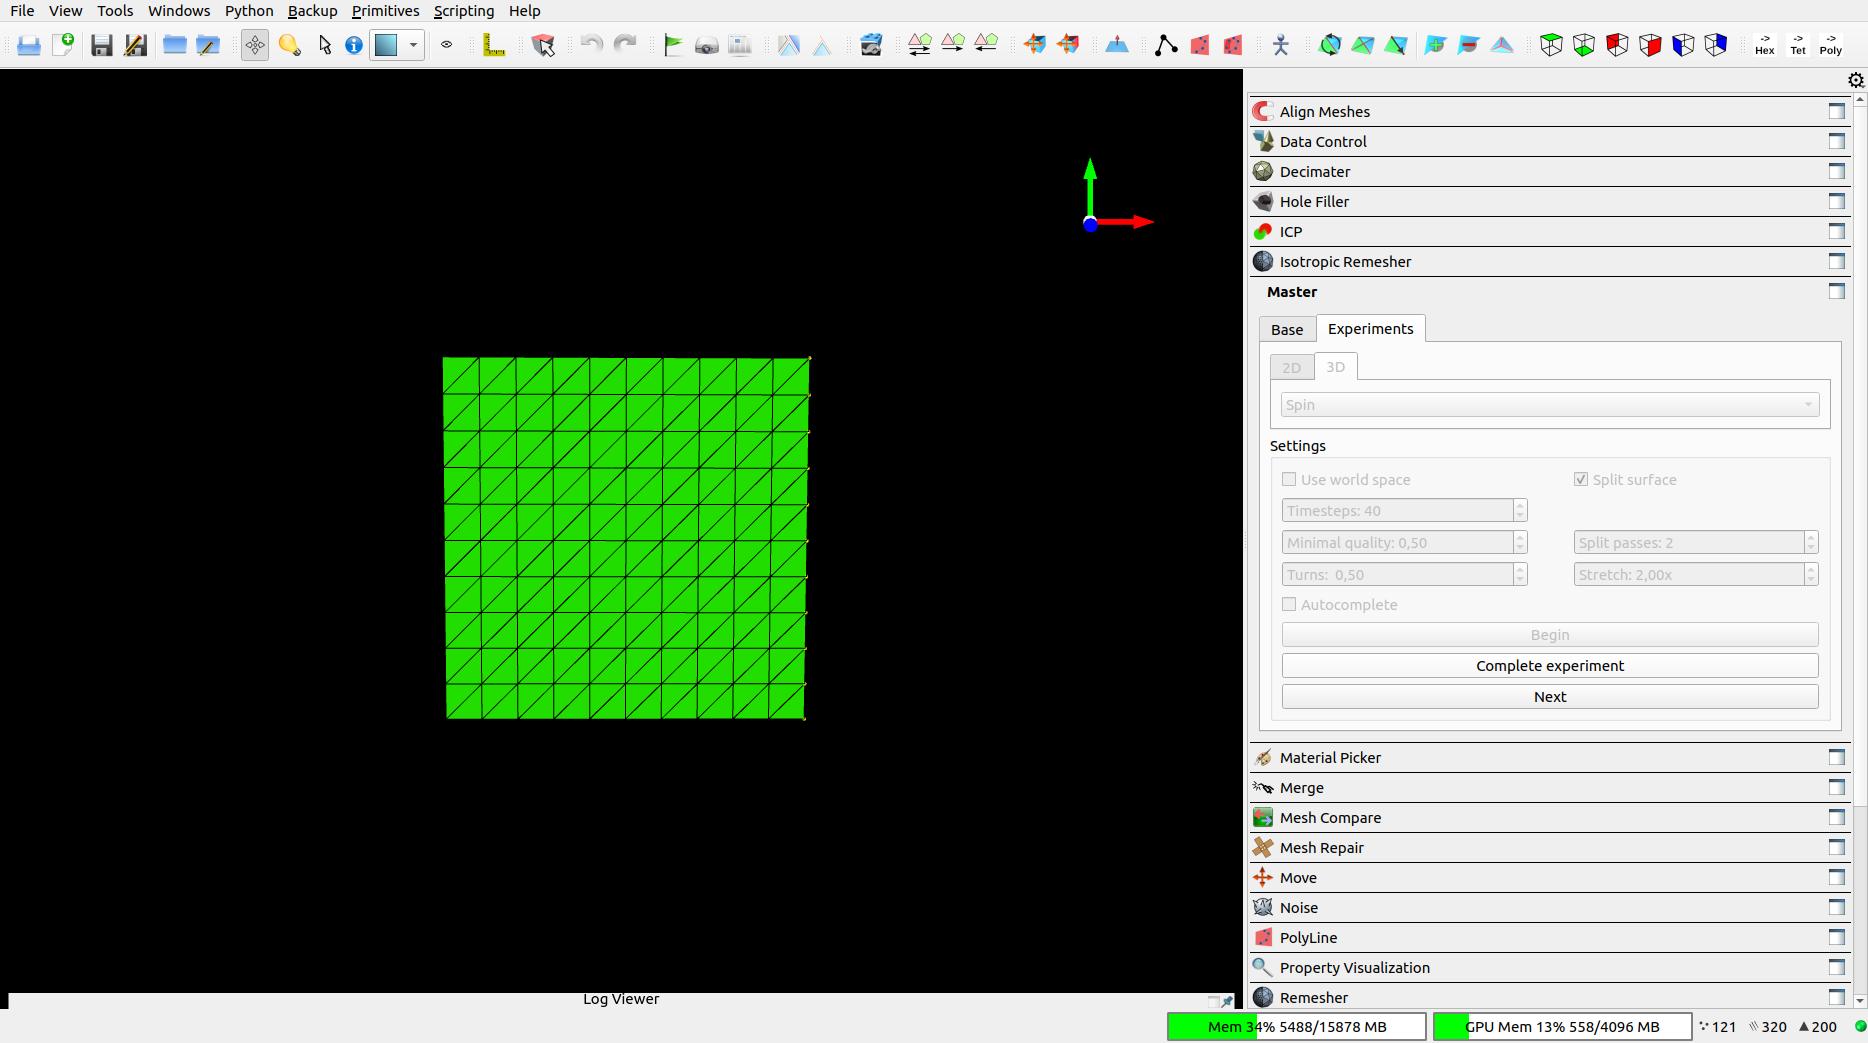 File View Tools Windows Python Backup Primitives Scripting Help
-> Hex -> Tet -> Poly
Align Meshes
Data Control
Decimater
Hole Filler
ICP
Isotropic Remesher
Master
Base Experiments
2D 3D
Spin
Settings
Use world space Split surface
Timesteps: 40
Minimal quality: 0,50 Split passes: 2
Turns: 0,50 Stretch: 2,00x
Autocomplete
Begin
Complete experiment
Next
Material Picker
Merge
Mesh Compare
Mesh Repair
Move
Noise
PolyLine
Property Visualization
Remesher
Log Viewer
Mem 34% 5488/15878 MB GPU Mem 13% 558/4096 MB 121 320 200